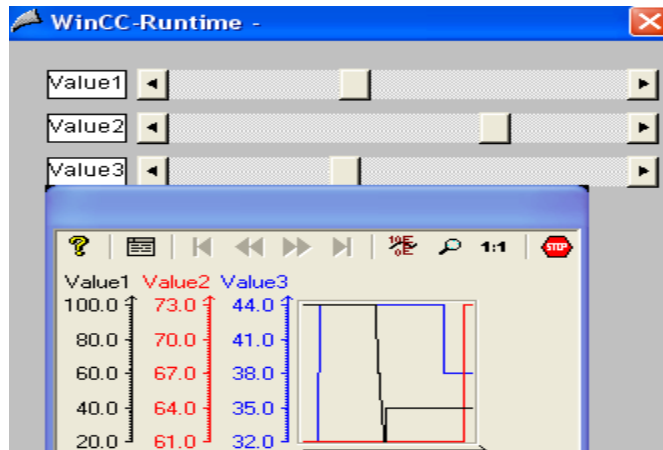 WinCC-Runtime -
Value1
Value2
Value3
? 1:1 STOP
Value1 Value2 Value3
100.0 73.0 44.0
80.0 70.0 41.0
60.0 67.0 38.0
40.0 64.0 35.0
20.0 61.0 32.0